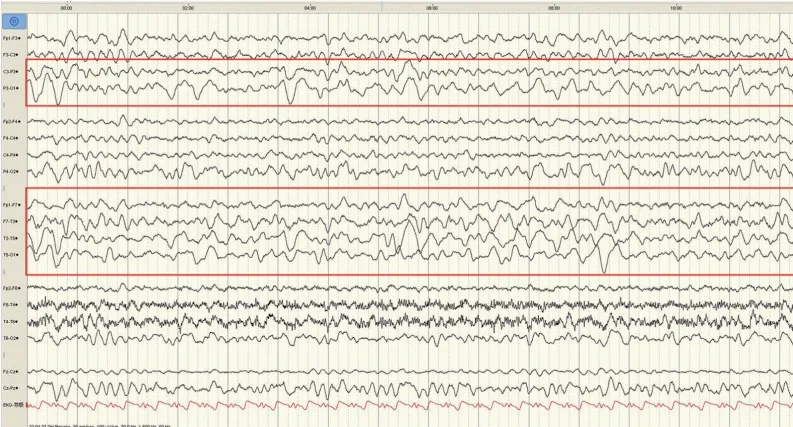 00:00 02:00 04:00 06:00 08:00 10:00
Fp1-F3
F3-C3
C3-P3
P3-O1
Fp2-F4
F4-C4
C4-P4
P4-O2
Fp1-F7
F7-T3
T3-T5
T5-O1
Fp2-F8
F8-T4
T4-T6
T6-O2
Fz-Cz
Cz-Pz
EKG